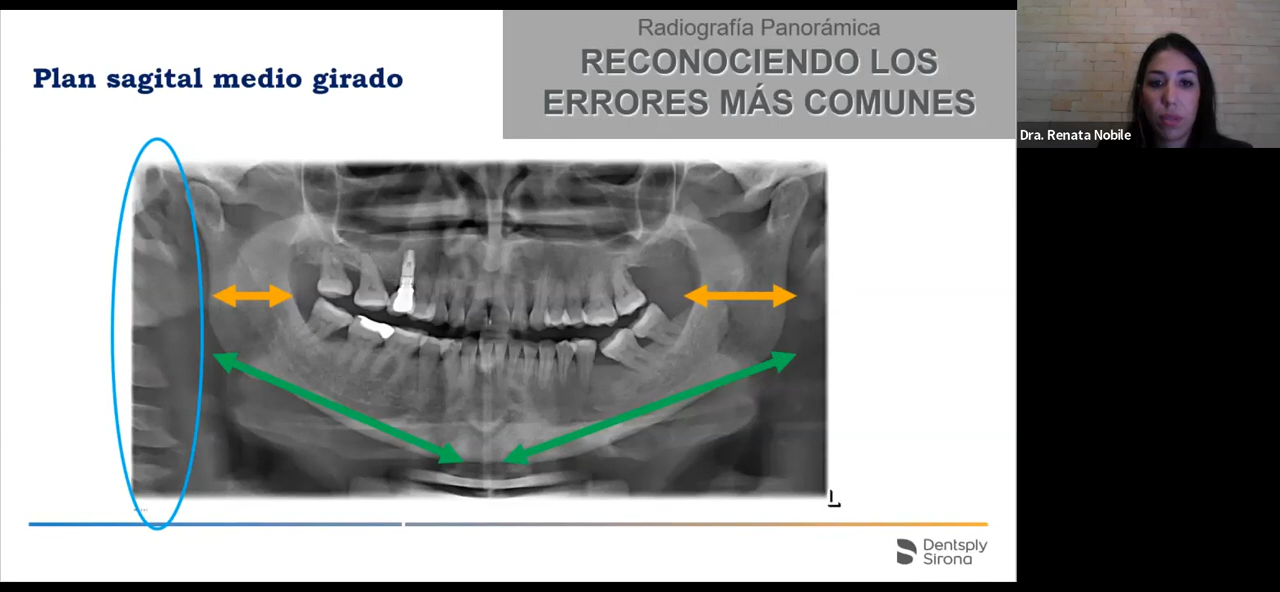 Radiografía Panorámica
RECONOCIENDO LOS
ERRORES MÁS COMUNES
Plan sagital medio girado
Dra. Renata Nobile
L
Dentsply
Sirona